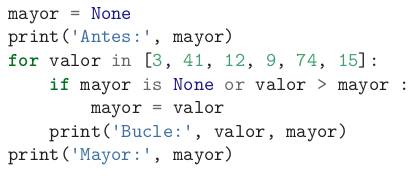 mayor = None
print('Antes:', mayor)
for valor in [3, 41, 12, 9, 74, 15]:
    if mayor is None or valor > mayor :
        mayor = valor
    print('Bucle:', valor, mayor)
print('Mayor:', mayor)